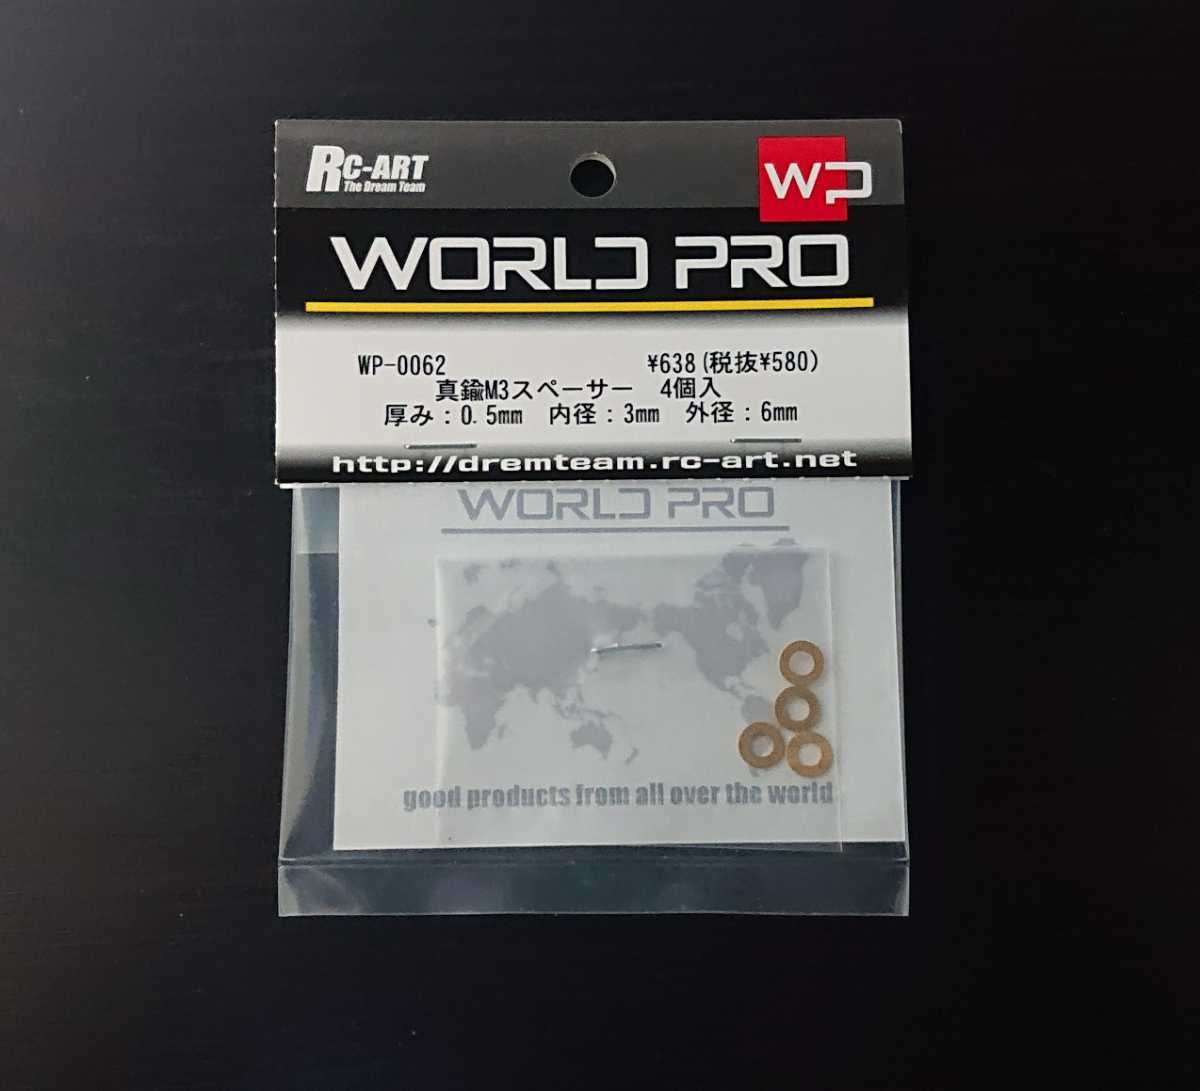 RC-ART
The Dream Team
WP
WORLD PRO
WP-0062 ¥638(税抜¥580)
真鍮M3スペーサー 4個入
厚み:0.5mm 内径:3mm 外径:6mm
http://dremteam.rc-art.net
WORLD PRO
good products from all over the world